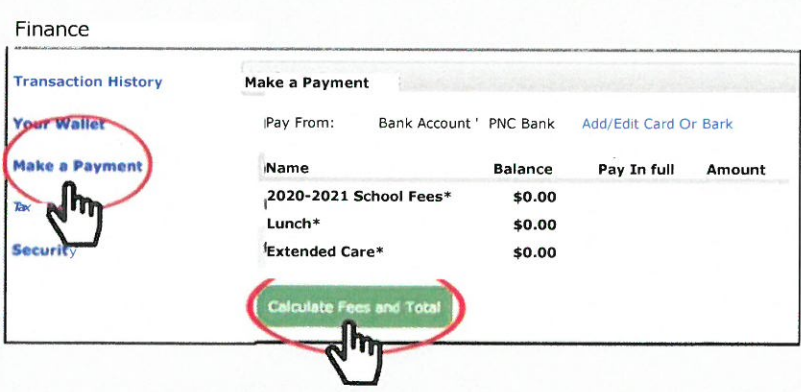 Finance
Transaction History
Make a Payment
Your Wallet
Pay From: Bank Account ' PNC Bank Add/Edit Card Or Bark
Make a Payment
Name Balance Pay In full Amount
2020-2021 School Fees* $0.00
Tax
Lunch* $0.00
Security
Extended Care* $0.00
Calculate Fees and Total